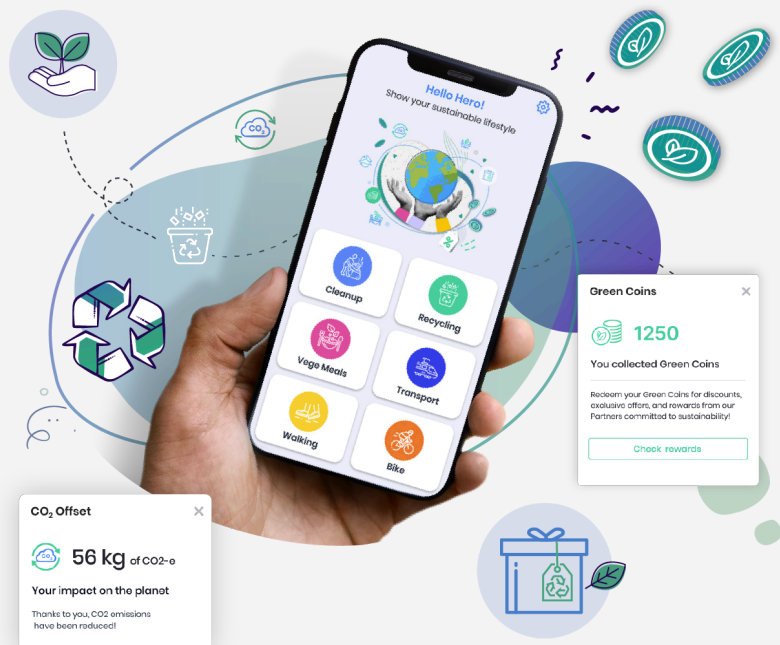 Hello Hero!
Show your sustainable lifestyle
CO₂
Cleanup
Recycling
Vege Meals
Transport
Walking
Bike
Green Coins
1250
You collected Green Coins
Redeem your Green Coins for discounts,
exclusive offers, and rewards from our
Partners committed to sustainability!
Check rewards
CO₂ Offset
CO₂
56 kg of CO2-e
Your impact on the planet
Thanks to you, CO2 emissions
have been reduced!